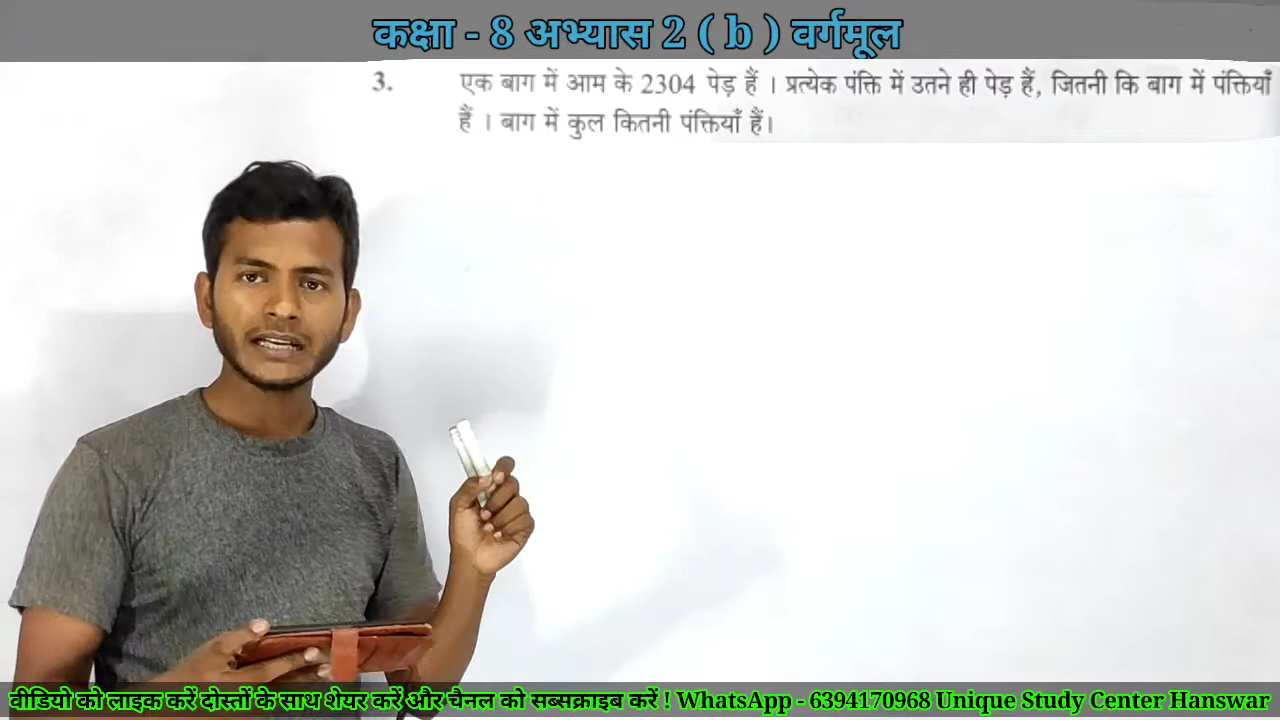 कक्षा - 8 अभ्यास 2 ( b ) वर्गमूल
3. एक बाग में आम के 2304 पेड़ हैं । प्रत्येक पंक्ति में उतने ही पेड़ हैं, जितनी कि बाग में पंक्तियाँ
हैं । बाग में कुल कितनी पंक्तियाँ हैं।
वीडियो को लाइक करें दोस्तों के साथ शेयर करें और चैनल को सब्सक्राइब करें ! WhatsApp - 6394170968 Unique Study Center Hanswar